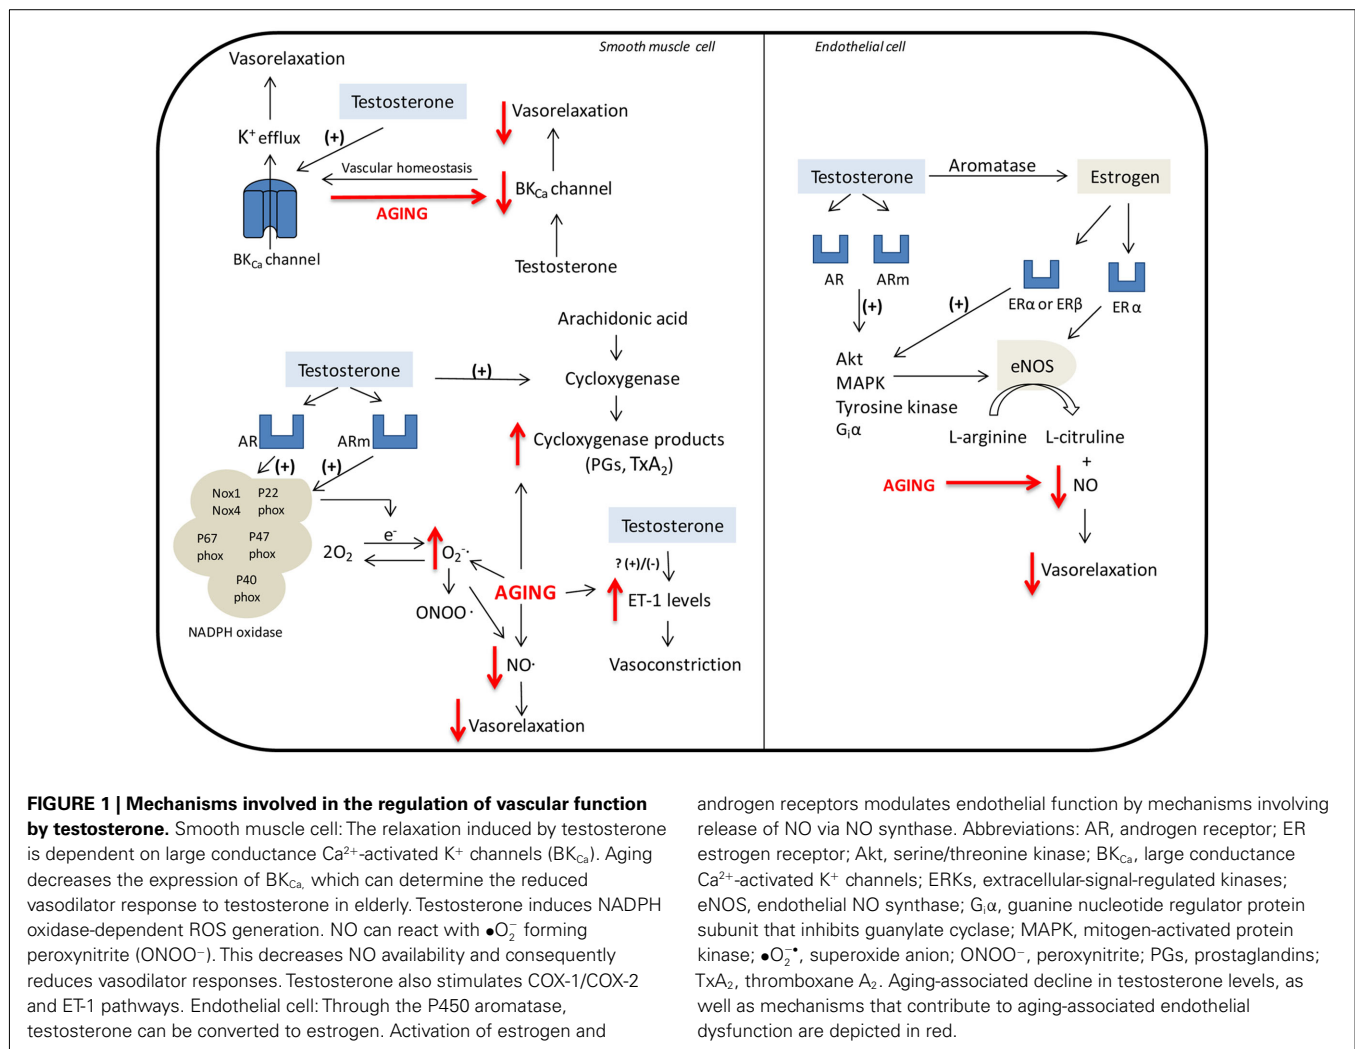 Smooth muscle cell
Endothelial cell
Vasorelaxation
K⁺ efflux
Testosterone
(+)
Vascular homeostasis
AGING
BK_Ca channel
Vasorelaxation
BK_Ca channel
Testosterone
Arachidonic acid
Testosterone
(+)
Cycloxygenase
AR
ARm
Cycloxygenase products
(PGs, TxA₂)
(+)
(+)
Nox1
Nox4
P22
phox
P67
phox
P47
phox
P40
phox
NADPH oxidase
2O₂
e⁻
O₂⁻·
ONOO·
AGING
NO·
Vasorelaxation
Testosterone
? (+)/(-)
ET-1 levels
Vasoconstriction
Testosterone
Aromatase
Estrogen
AR
ARm
(+)
ERα or ERβ
ER α
(+)
Akt
MAPK
Tyrosine kinase
Gᵢα
eNOS
L-arginine
L-citruline
+
NO
AGING
Vasorelaxation
FIGURE 1 | Mechanisms involved in the regulation of vascular function
by testosterone. Smooth muscle cell: The relaxation induced by testosterone
is dependent on large conductance Ca²⁺-activated K⁺ channels (BK_Ca). Aging
decreases the expression of BK_Ca, which can determine the reduced
vasodilator response to testosterone in elderly. Testosterone induces NADPH
oxidase-dependent ROS generation. NO can react with ●O₂⁻ forming
peroxynitrite (ONOO⁻). This decreases NO availability and consequently
reduces vasodilator responses. Testosterone also stimulates COX-1/COX-2
and ET-1 pathways. Endothelial cell: Through the P450 aromatase,
testosterone can be converted to estrogen. Activation of estrogen and
androgen receptors modulates endothelial function by mechanisms involving
release of NO via NO synthase. Abbreviations: AR, androgen receptor; ER
estrogen receptor; Akt, serine/threonine kinase; BK_Ca, large conductance
Ca²⁺-activated K⁺ channels; ERKs, extracellular-signal-regulated kinases;
eNOS, endothelial NO synthase; Gᵢα, guanine nucleotide regulator protein
subunit that inhibits guanylate cyclase; MAPK, mitogen-activated protein
kinase; ●O₂⁻•, superoxide anion; ONOO⁻, peroxynitrite; PGs, prostaglandins;
TxA₂, thromboxane A₂. Aging-associated decline in testosterone levels, as
well as mechanisms that contribute to aging-associated endothelial
dysfunction are depicted in red.